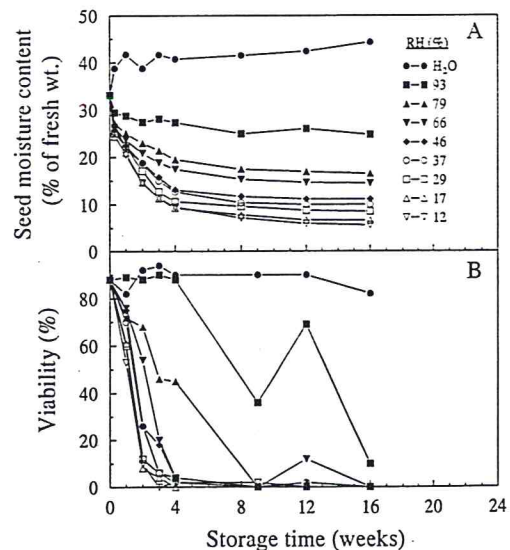 50
40
30
20
10
0
Seed moisture content
(% of fresh wt.)
A
RH (%)
H₂O
93
79
66
46
37
29
17
12
80
60
40
20
0
Viability (%)
B
0 4 8 12 16 20 24
Storage time (weeks)